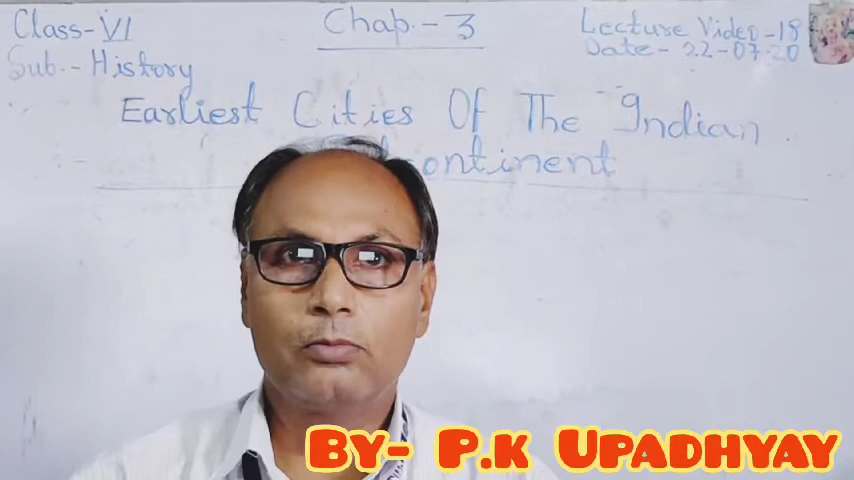 Class-VI
Chap.-3
Lecture Video-18
Sub.-History
Date-22-07-20
Earliest Cities Of The Indian
continent
By- P.K Upadhyay